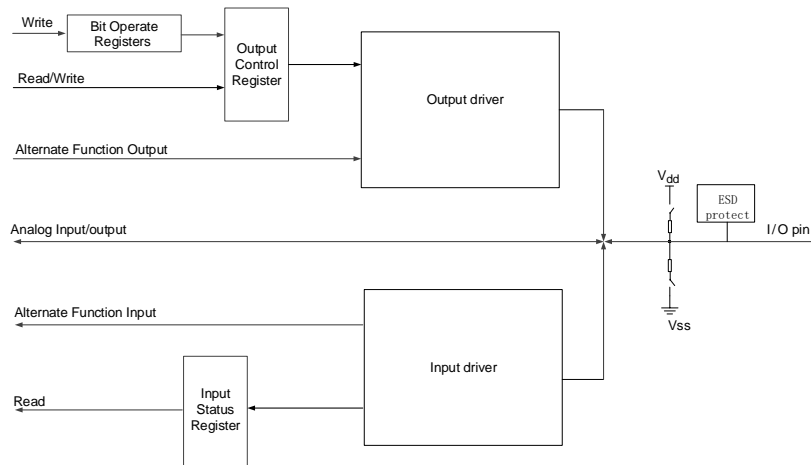 Write
Bit Operate
Registers
Output
Control
Register
Read/Write
Output driver
Alternate Function Output
Vdd
ESD
protect
Analog Input/output
I/O pin
Alternate Function Input
Vss
Input driver
Input
Status
Register
Read